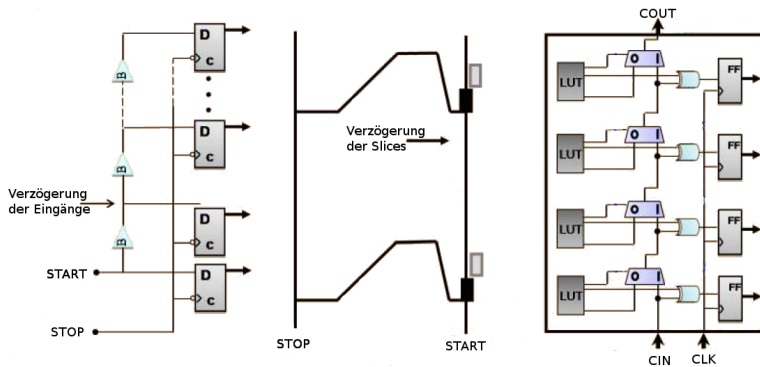 COUT
D
c
B
D
c
B
D
c
B
D
c
Verzögerung
der Eingänge
START
STOP
Verzögerung
der Slices
STOP
START
LUT
O I
FF
LUT
O I
FF
LUT
O I
FF
LUT
O I
FF
CIN
CLK